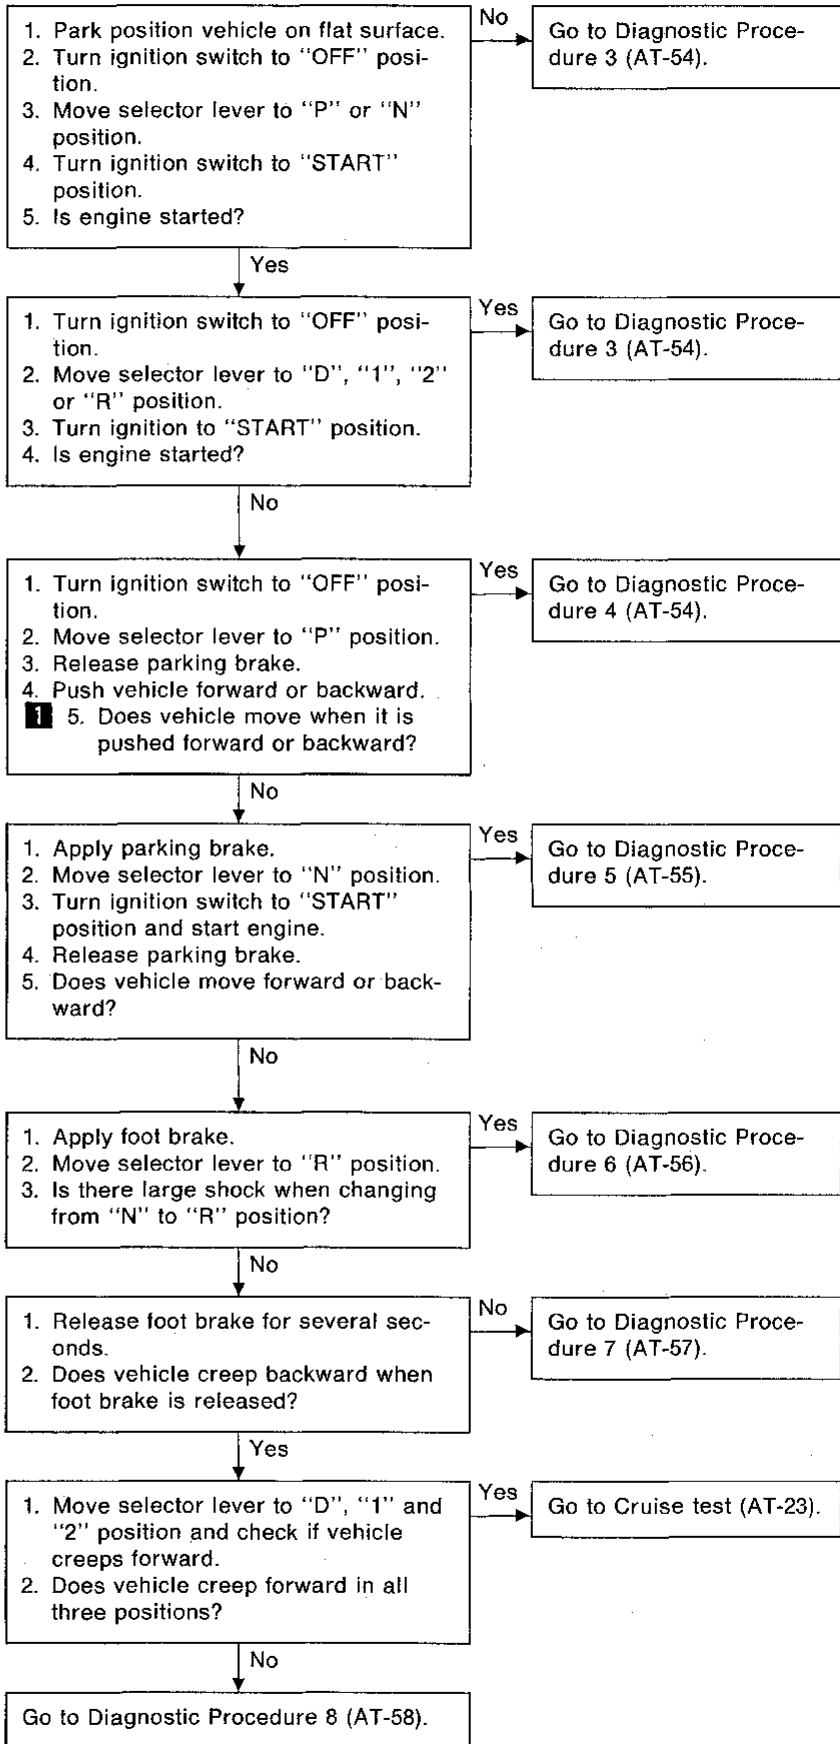 1. Park position vehicle on flat surface.
2. Turn ignition switch to "OFF" posi-
tion.
3. Move selector lever to "P" or "N"
position.
4. Turn ignition switch to "START"
position.
5. Is engine started?
No
Go to Diagnostic Proce-
dure 3 (AT-54).
Yes
1. Turn ignition switch to "OFF" posi-
tion.
2. Move selector lever to "D", "1", "2"
or "R" position.
3. Turn ignition to "START" position.
4. Is engine started?
Yes
Go to Diagnostic Proce-
dure 3 (AT-54).
No
1. Turn ignition switch to "OFF" posi-
tion.
2. Move selector lever to "P" position.
3. Release parking brake.
4. Push vehicle forward or backward.
1 5. Does vehicle move when it is
pushed forward or backward?
Yes
Go to Diagnostic Proce-
dure 4 (AT-54).
No
1. Apply parking brake.
2. Move selector lever to "N" position.
3. Turn ignition switch to "START"
position and start engine.
4. Release parking brake.
5. Does vehicle move forward or back-
ward?
Yes
Go to Diagnostic Proce-
dure 5 (AT-55).
No
1. Apply foot brake.
2. Move selector lever to "R" position.
3. Is there large shock when changing
from "N" to "R" position?
Yes
Go to Diagnostic Proce-
dure 6 (AT-56).
No
1. Release foot brake for several sec-
onds.
2. Does vehicle creep backward when
foot brake is released?
No
Go to Diagnostic Proce-
dure 7 (AT-57).
Yes
1. Move selector lever to "D", "1" and
"2" position and check if vehicle
creeps forward.
2. Does vehicle creep forward in all
three positions?
Yes
Go to Cruise test (AT-23).
No
Go to Diagnostic Procedure 8 (AT-58).